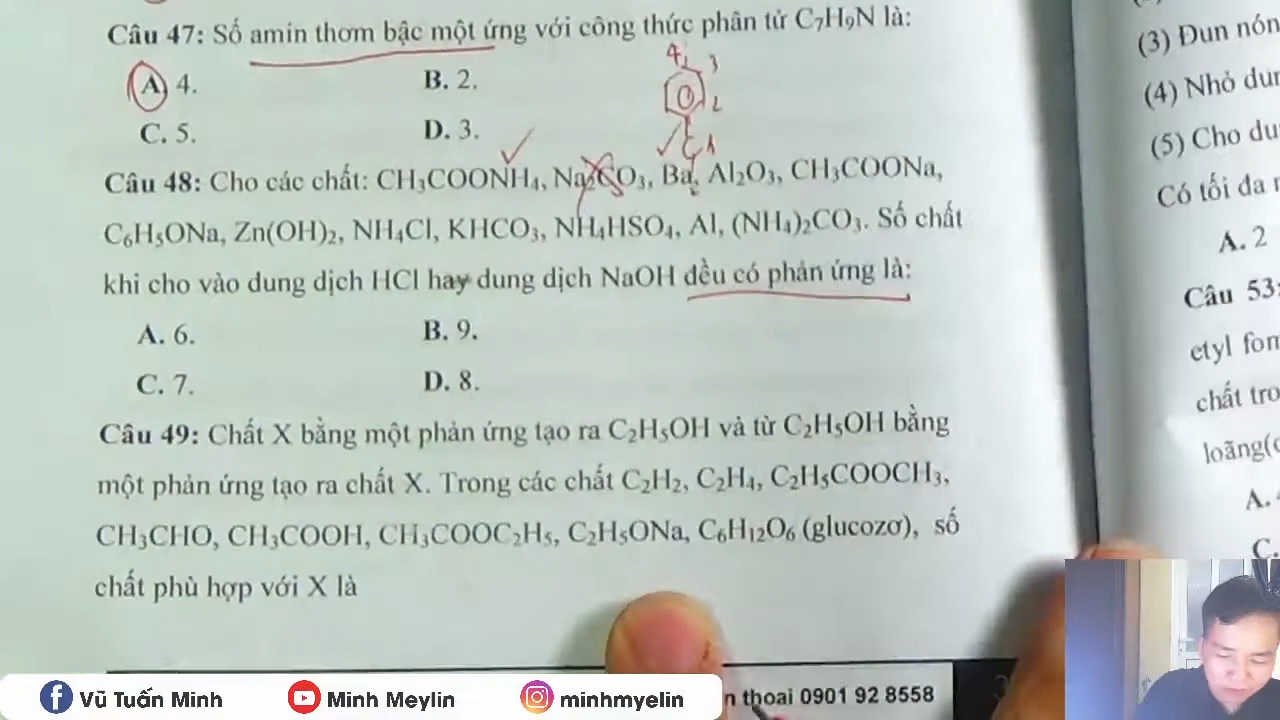 Câu 47: Số amin thơm bậc một ứng với công thức phân tử C₇H₉N là:
A. 4. B. 2.
C. 5. D. 3.
4 3
2
1
Câu 48: Cho các chất: CH₃COONH₄, Na₂CO₃, Ba, Al₂O₃, CH₃COONa,
C₆H₅ONa, Zn(OH)₂, NH₄Cl, KHCO₃, NH₄HSO₄, Al, (NH₄)₂CO₃. Số chất
khi cho vào dung dịch HCl hay dung dịch NaOH đều có phản ứng là:
A. 6. B. 9.
C. 7. D. 8.
Câu 49: Chất X bằng một phản ứng tạo ra C₂H₅OH và từ C₂H₅OH bằng
một phản ứng tạo ra chất X. Trong các chất C₂H₂, C₂H₄, C₂H₅COOCH₃,
CH₃CHO, CH₃COOH, CH₃COOC₂H₅, C₂H₅ONa, C₆H₁₂O₆ (glucozơ), số
chất phù hợp với X là
(3) Đun nón
(4) Nhỏ dun
(5) Cho du
Có tối đa
A. 2
Câu 53:
etyl fon
chất tro
loãng(
A.
C.
n thoại 0901 92 8558
Vũ Tuấn Minh Minh Meylin minhmyelin